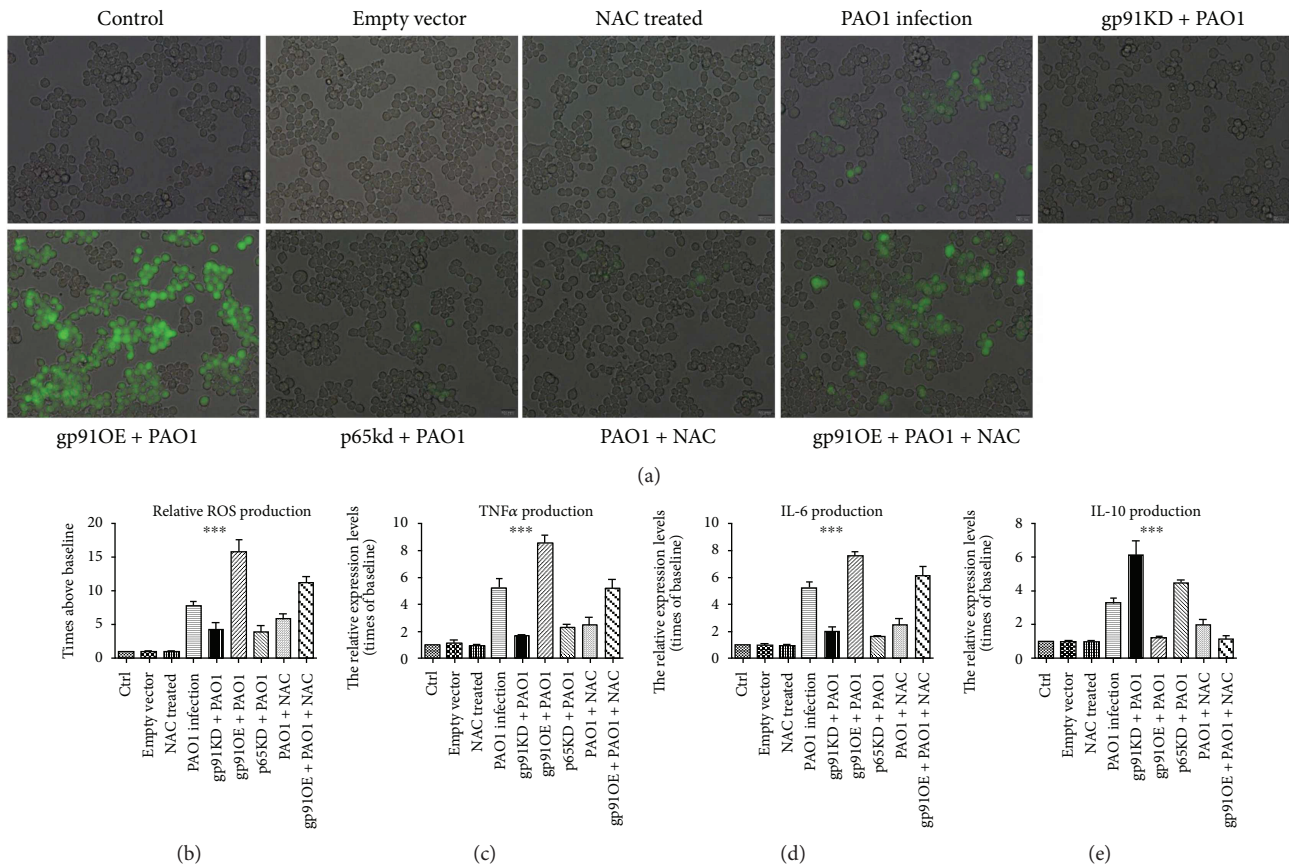 Control Empty vector NAC treated PAO1 infection gp91KD + PAO1
gp91OE + PAO1 p65kd + PAO1 PAO1 + NAC gp91OE + PAO1 + NAC
(a)
Relative ROS production
***
Times above baseline
20
15
10
5
0
Ctrl
Empty vector
NAC treated
PAO1 infection
gp91KD + PAO1
gp91OE + PAO1
p65KD + PAO1
PAO1 + NAC
gp91OE + PAO1 + NAC
(b)
TNFα production
***
The relative expression levels
(times of baseline)
10
8
6
4
2
0
Ctrl
Empty vector
NAC treated
PAO1 infection
gp91KD + PAO1
gp91OE + PAO1
p65KD + PAO1
PAO1 + NAC
gp91OE + PAO1 + NAC
(c)
IL-6 production
***
The relative expression levels
(times of baseline)
10
8
6
4
2
0
Ctrl
Empty vector
NAC treated
PAO1 infection
gp91KD + PAO1
gp91OE + PAO1
p65KD + PAO1
PAO1 + NAC
gp91OE + PAO1 + NAC
(d)
IL-10 production
***
The relative expression levels
(times of baseline)
8
6
4
2
0
Ctrl
Empty vector
NAC treated
PAO1 infection
gp91KD + PAO1
gp91OE + PAO1
p65KD + PAO1
PAO1 + NAC
gp91OE + PAO1 + NAC
(e)